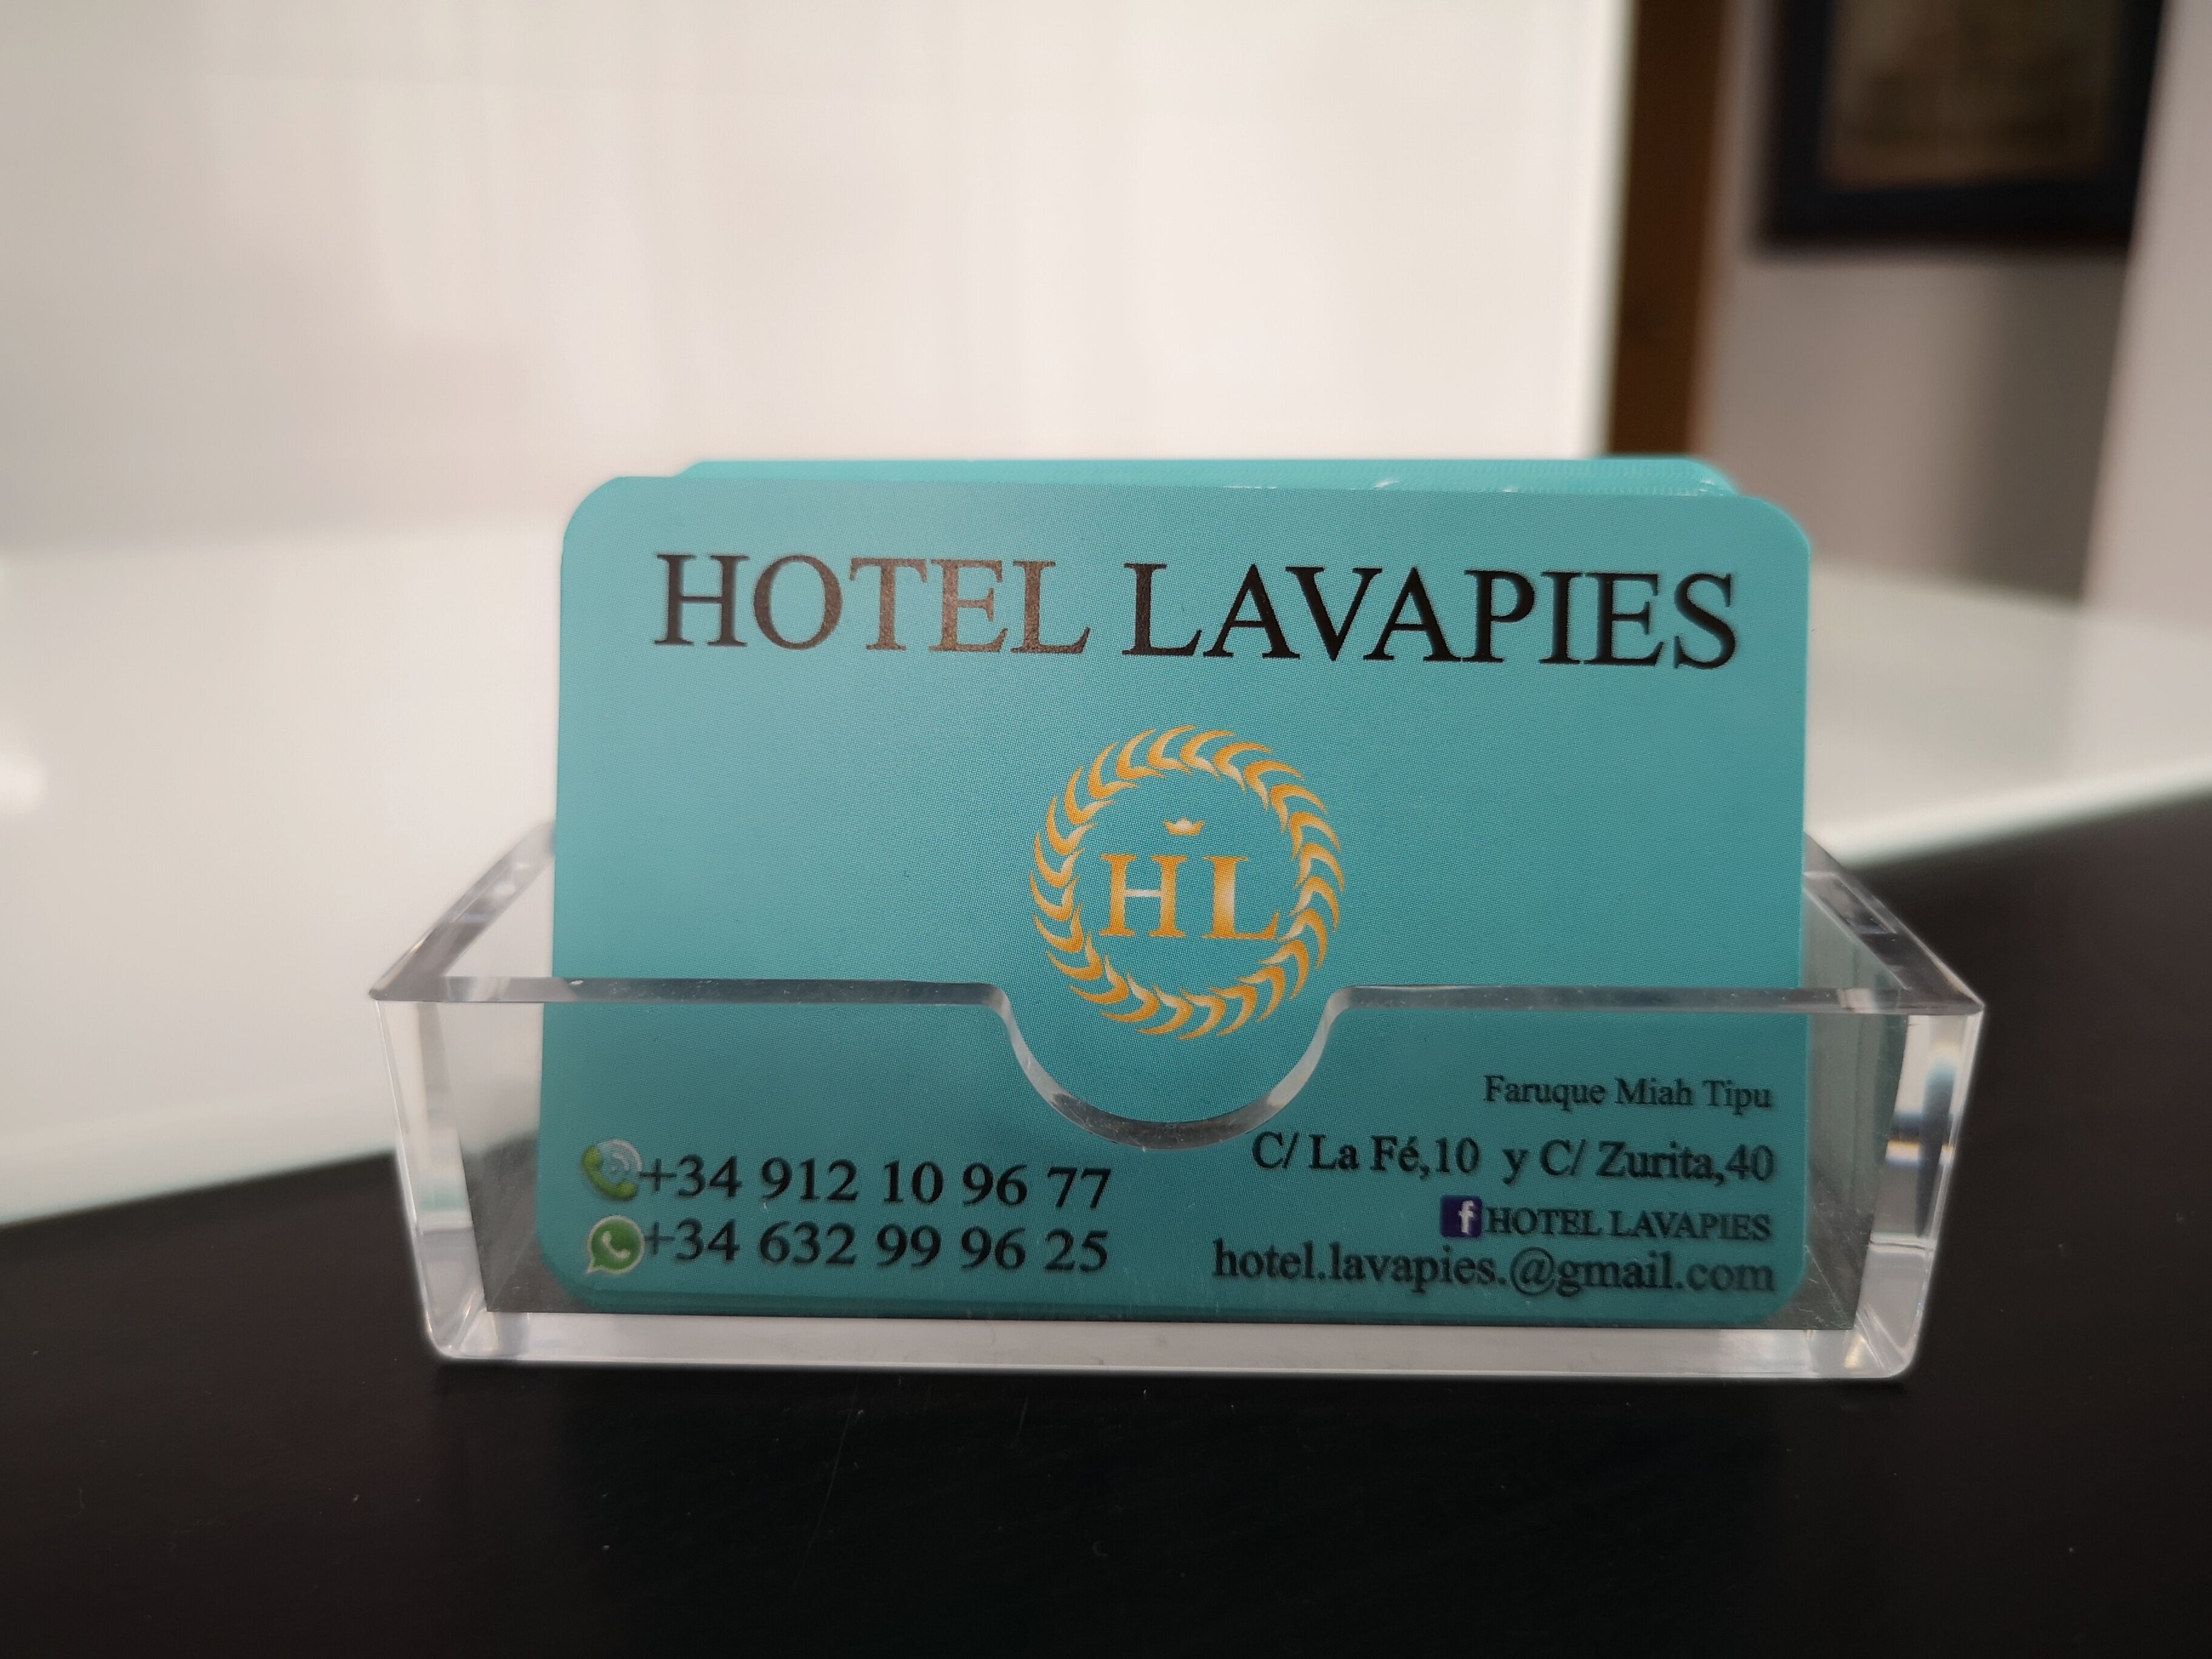 HOTEL LAVAPIES
HL
Faruque Miah Tipu
C/ La Fé,10 y C/ Zurita,40
HOTEL LAVAPIES
hotel.lavapies.@gmail.com
+34 912 10 96 77
+34 632 99 96 25